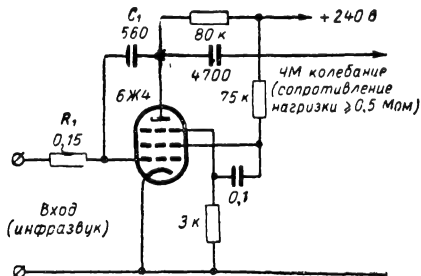 C₁
560
80 к
+ 240 в
4700
ЧМ колебание
(сопротивление
нагрузки ⩾ 0,5 Мом)
6Ж4
75 к
R₁
0,15
0,1
Вход
(инфразвук)
3 к